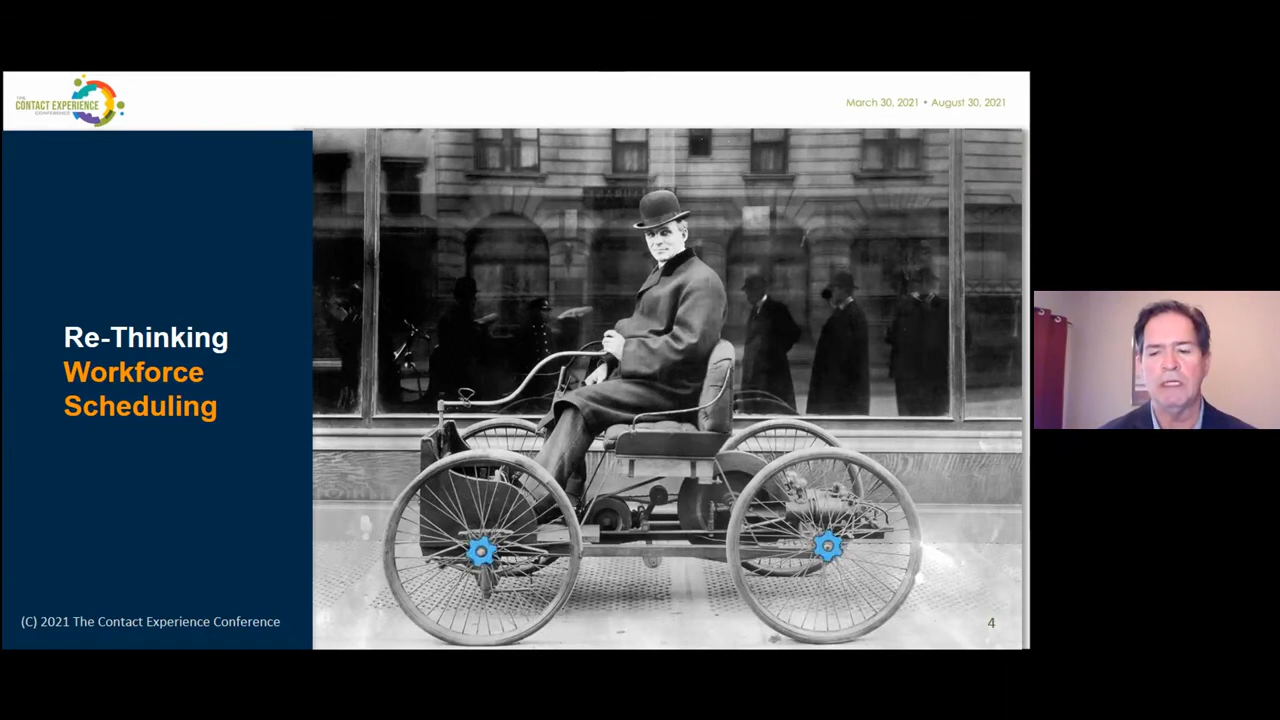 THE
CONTACT EXPERIENCE
CONFERENCE
March 30, 2021 • August 30, 2021
Re-Thinking
Workforce
Scheduling
(C) 2021 The Contact Experience Conference
4